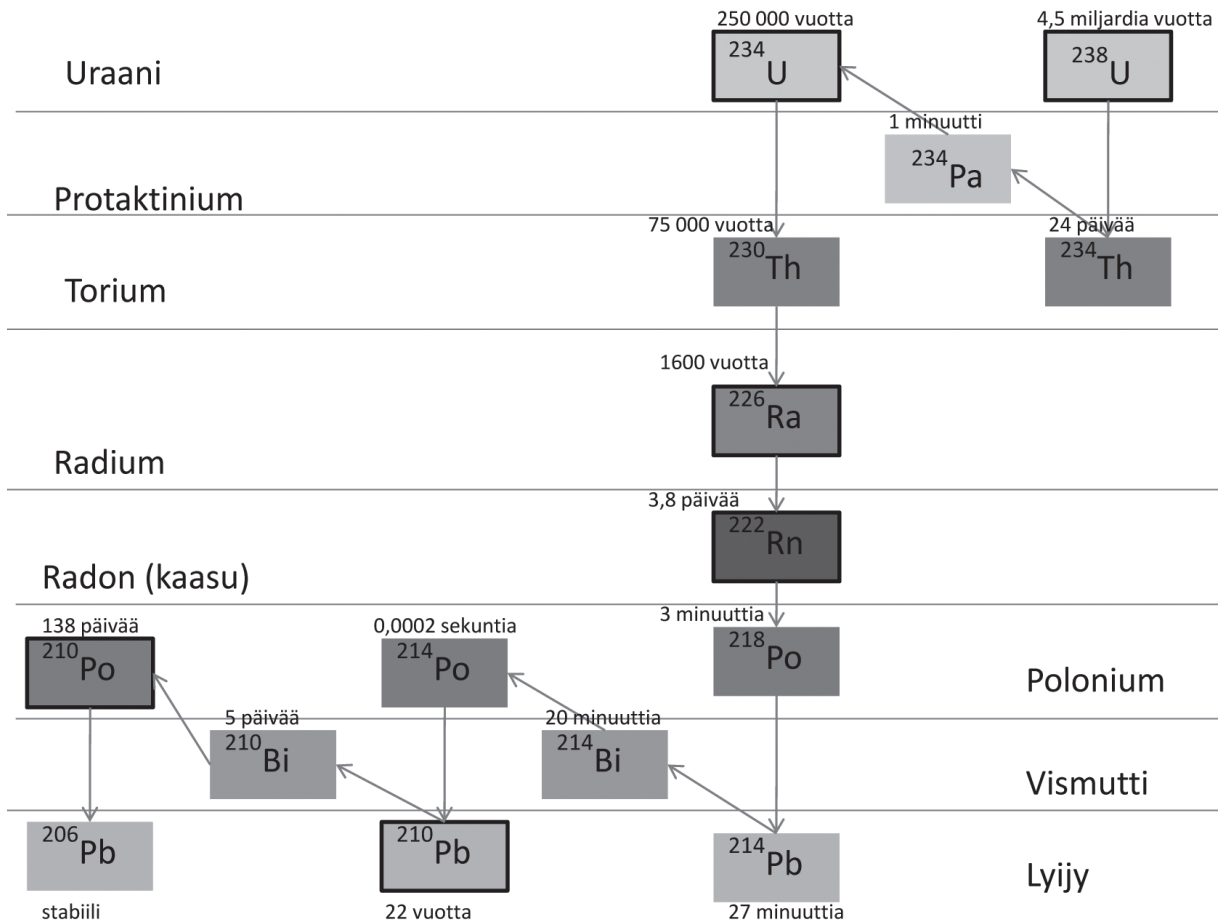 250 000 vuotta
4,5 miljardia vuotta
Uraani
234U
238U
1 minuutti
234Pa
Protaktinium
75 000 vuotta
24 päivää
230Th
234Th
Torium
1600 vuotta
226Ra
Radium
3,8 päivää
222Rn
Radon (kaasu)
138 päivää
0,0002 sekuntia
3 minuuttia
210Po
214Po
218Po
Polonium
5 päivää
20 minuuttia
210Bi
214Bi
Vismutti
206Pb
210Pb
214Pb
Lyijy
stabiili
22 vuotta
27 minuuttia